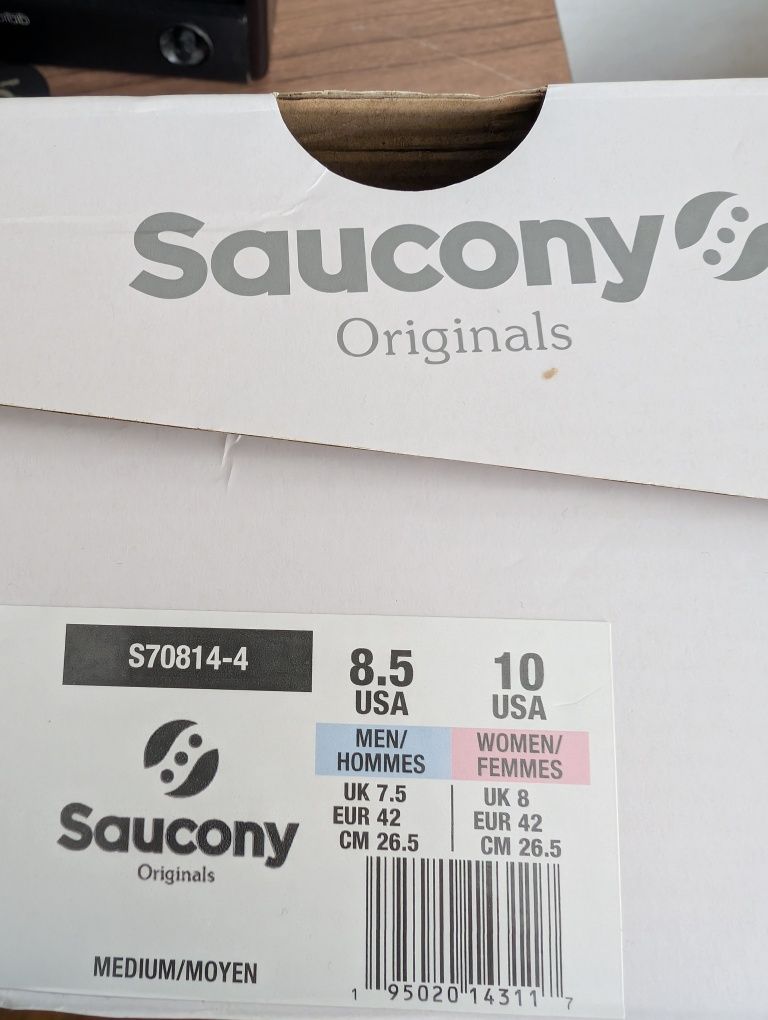 Saucony
Originals
S70814-4
8.5
USA
10
USA
MEN/
HOMMES
WOMEN/
FEMMES
UK 7.5
EUR 42
CM 26.5
UK 8
EUR 42
CM 26.5
Saucony
Originals
MEDIUM/MOYEN
1 95020 14311 7